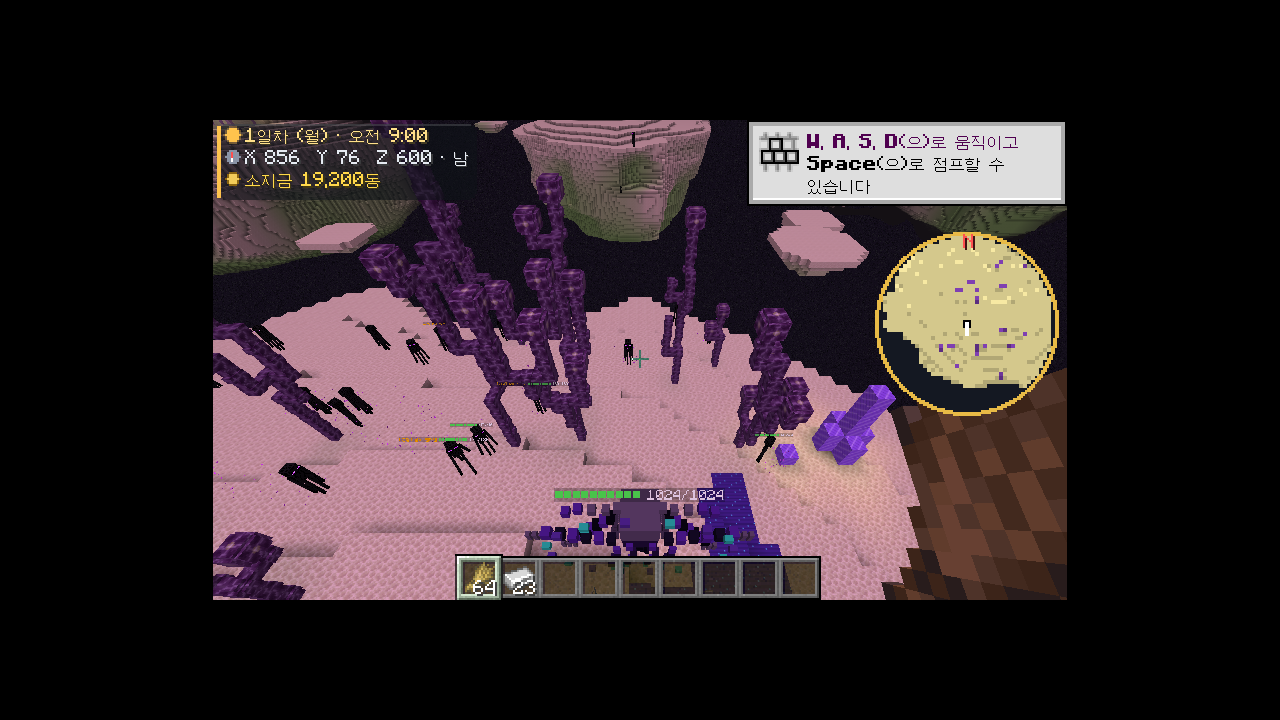 1일차 (월) · 오전 9:00
X 856 Y 76 Z 600 · 남
소지금 19,200동
W, A, S, D(으)로 움직이고
Space(으)로 점프할 수
있습니다
N
1024/1024
64
23